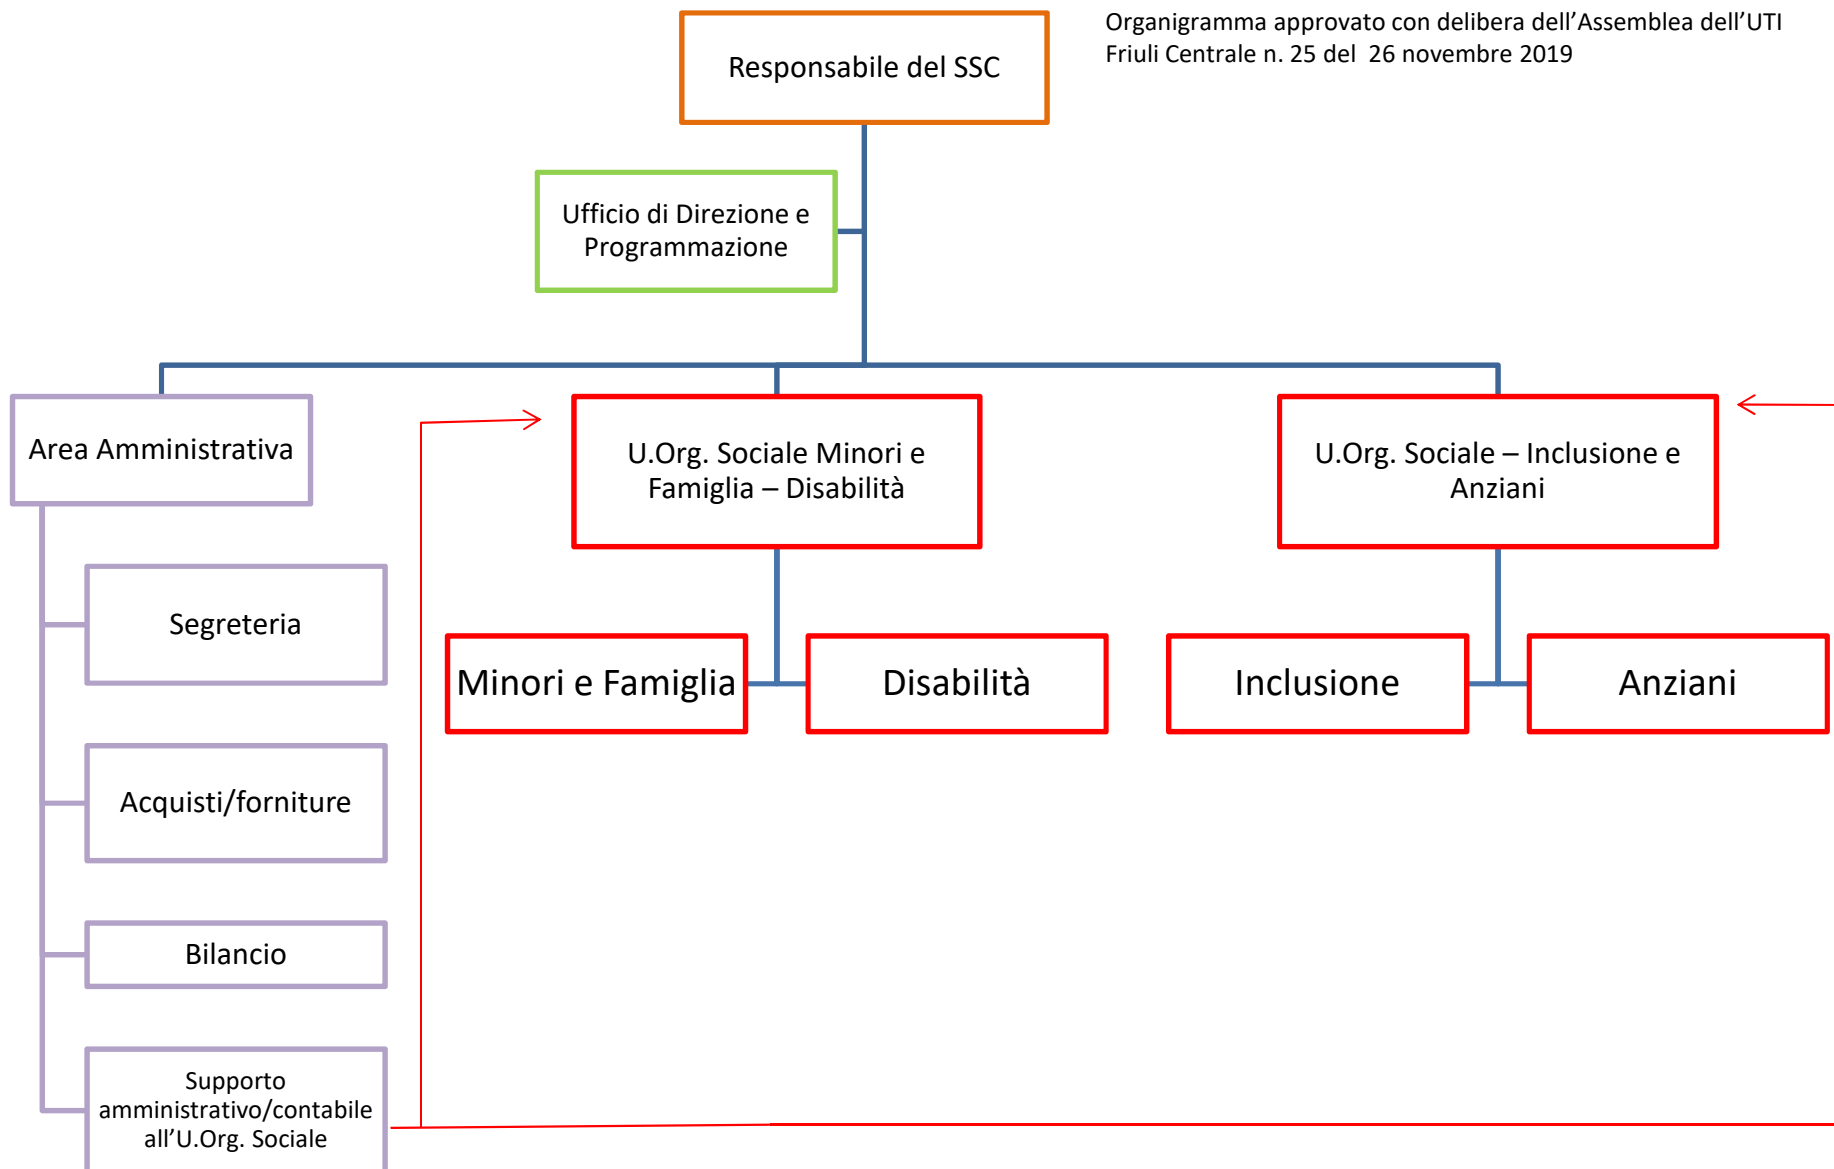 Organigramma approvato con delibera dell’Assemblea dell’UTI
Friuli Centrale n. 25 del  26 novembre 2019
Responsabile del SSC
Ufficio di Direzione e
Programmazione
Area Amministrativa
U.Org. Sociale Minori e
Famiglia – Disabilità
U.Org. Sociale – Inclusione e
Anziani
Segreteria
Minori e Famiglia
Disabilità
Inclusione
Anziani
Acquisti/forniture
Bilancio
Supporto
amministrativo/contabile
all’U.Org. Sociale